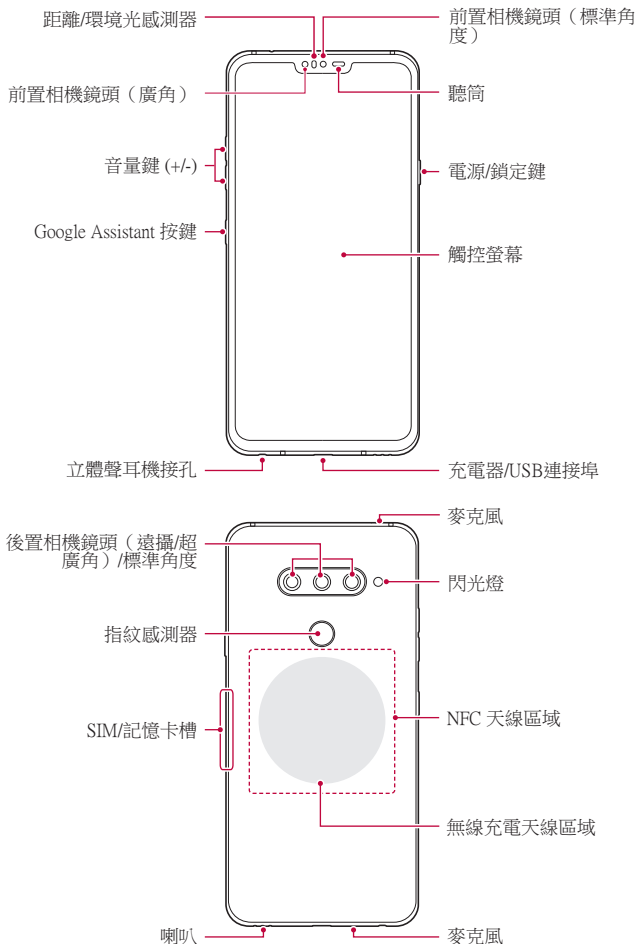 距離/環境光感測器
前置相機鏡頭（標準角
度）
前置相機鏡頭（廣角）
聽筒
音量鍵 (+/-)
電源/鎖定鍵
Google Assistant 按鍵
觸控螢幕
立體聲耳機接孔
充電器/USB連接埠
麥克風
後置相機鏡頭（遠攝/超
廣角）/標準角度
閃光燈
指紋感測器
SIM/記憶卡槽
NFC 天線區域
無線充電天線區域
喇叭
麥克風